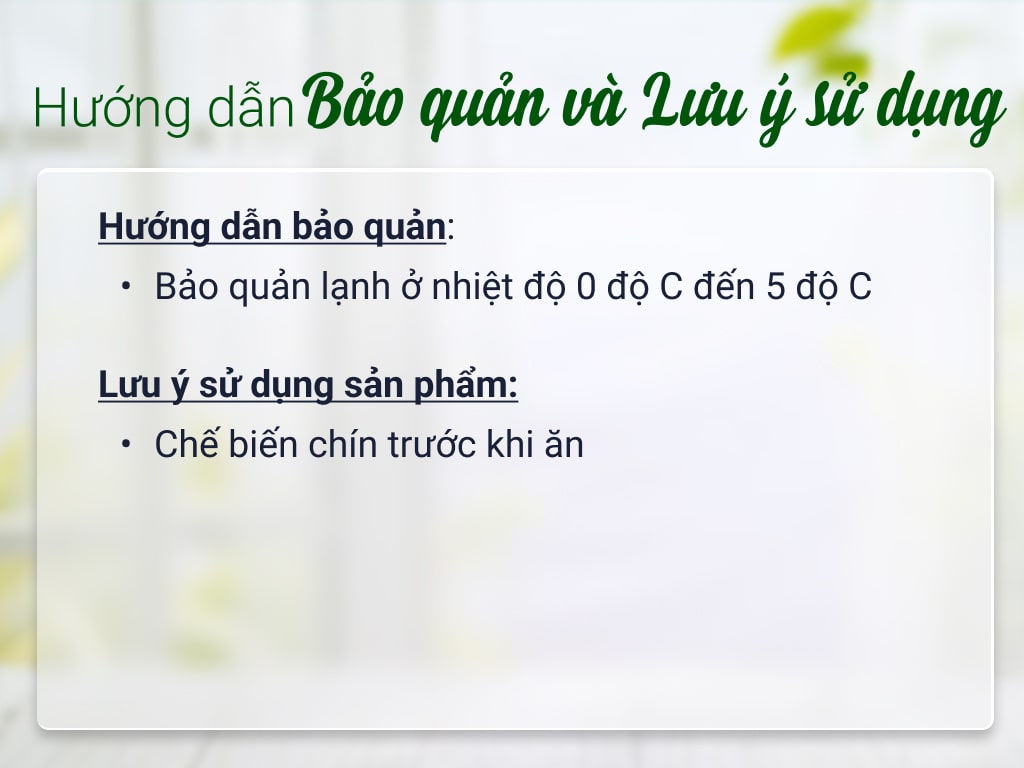 Hướng dẫn Bảo quản và Lưu ý sử dụng
Hướng dẫn bảo quản:
• Bảo quản lạnh ở nhiệt độ 0 độ C đến 5 độ C
Lưu ý sử dụng sản phẩm:
• Chế biến chín trước khi ăn